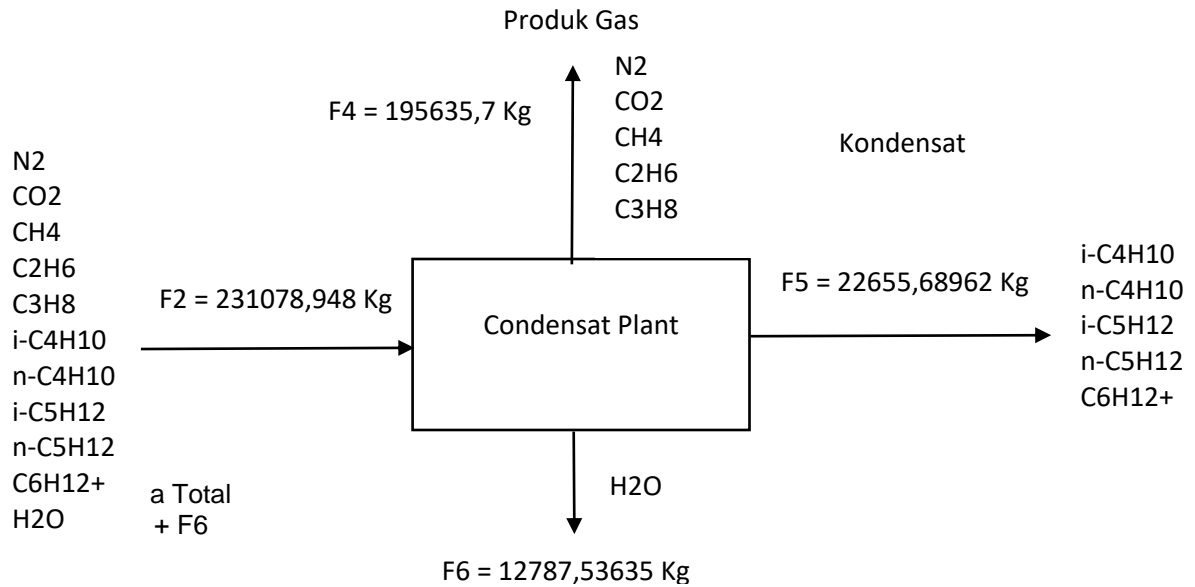 Produk Gas
F4 = 195635,7 Kg
N2
CO2
CH4
C2H6
C3H8
Kondensat
N2
CO2
CH4
C2H6
C3H8
i-C4H10
n-C4H10
i-C5H12
n-C5H12
C6H12+
H2O
a Total
+ F6
F2 = 231078,948 Kg
Condensat Plant
F5 = 22655,68962 Kg
i-C4H10
n-C4H10
i-C5H12
n-C5H12
C6H12+
H2O
F6 = 12787,53635 Kg